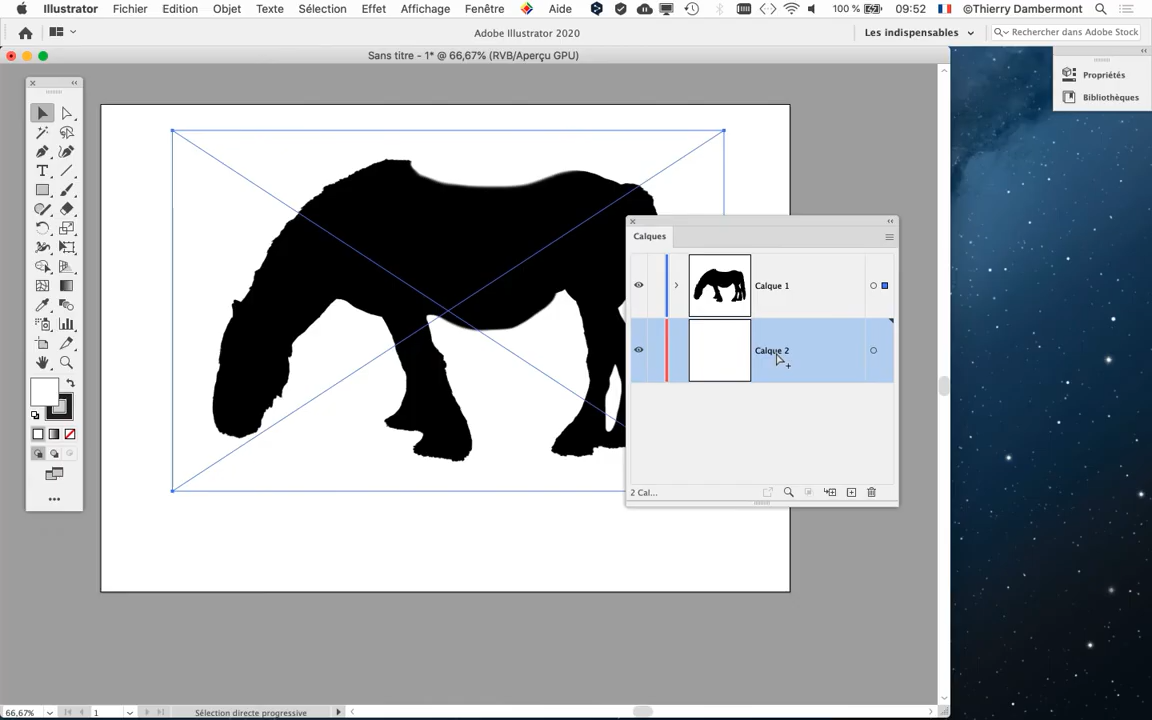 Illustrator Fichier Edition Objet Texte Sélection Effet Affichage Fenêtre Aide 100 % 09:52 ©Thierry Dambermont
Adobe Illustrator 2020 Les indispensables Rechercher dans Adobe Stock
Sans titre - 1* @ 66,67% (RVB/Aperçu GPU)
Propriétés
Bibliothèques
Calques
Calque 1
Calque 2
2 Cal...
66,67% 1 Sélection directe progressive